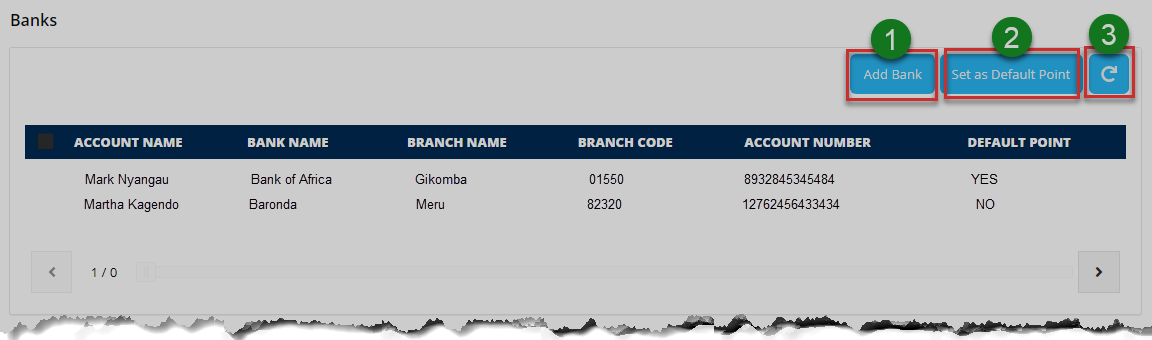 Banks
1 2 3
Add Bank Set as Default Point
ACCOUNT NAME BANK NAME BRANCH NAME BRANCH CODE ACCOUNT NUMBER DEFAULT POINT
Mark Nyangau Bank of Africa Gikomba 01550 8932845345484 YES
Martha Kagendo Baronda Meru 82320 12762456433434 NO
1 / 0